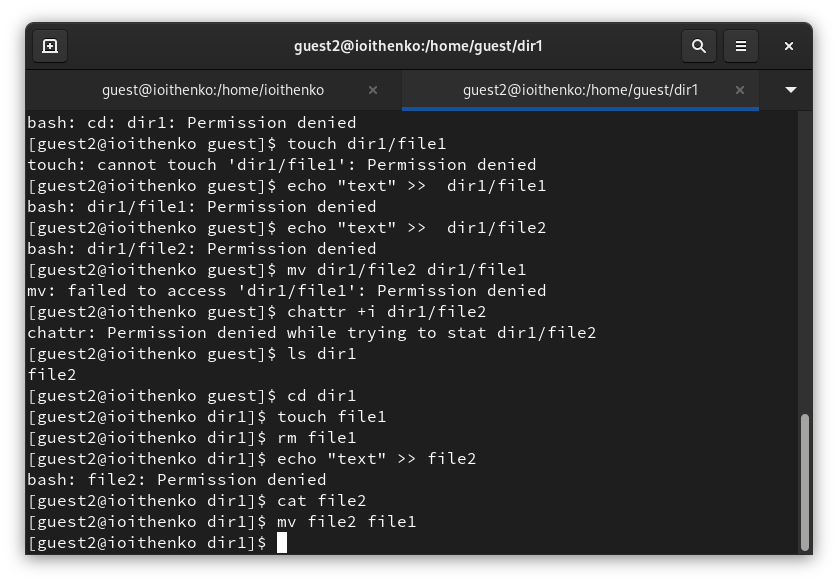 guest2@ioithenko:/home/guest/dir1
guest@ioithenko:/home/ioithenko
guest2@ioithenko:/home/guest/dir1
bash: cd: dir1: Permission denied
[guest2@ioithenko guest]$ touch dir1/file1
touch: cannot touch 'dir1/file1': Permission denied
[guest2@ioithenko guest]$ echo "text" >>  dir1/file1
bash: dir1/file1: Permission denied
[guest2@ioithenko guest]$ echo "text" >>  dir1/file2
bash: dir1/file2: Permission denied
[guest2@ioithenko guest]$ mv dir1/file2 dir1/file1
mv: failed to access 'dir1/file1': Permission denied
[guest2@ioithenko guest]$ chattr +i dir1/file2
chattr: Permission denied while trying to stat dir1/file2
[guest2@ioithenko guest]$ ls dir1
file2
[guest2@ioithenko guest]$ cd dir1
[guest2@ioithenko dir1]$ touch file1
[guest2@ioithenko dir1]$ rm file1
[guest2@ioithenko dir1]$ echo "text" >> file2
bash: file2: Permission denied
[guest2@ioithenko dir1]$ cat file2
[guest2@ioithenko dir1]$ mv file2 file1
[guest2@ioithenko dir1]$